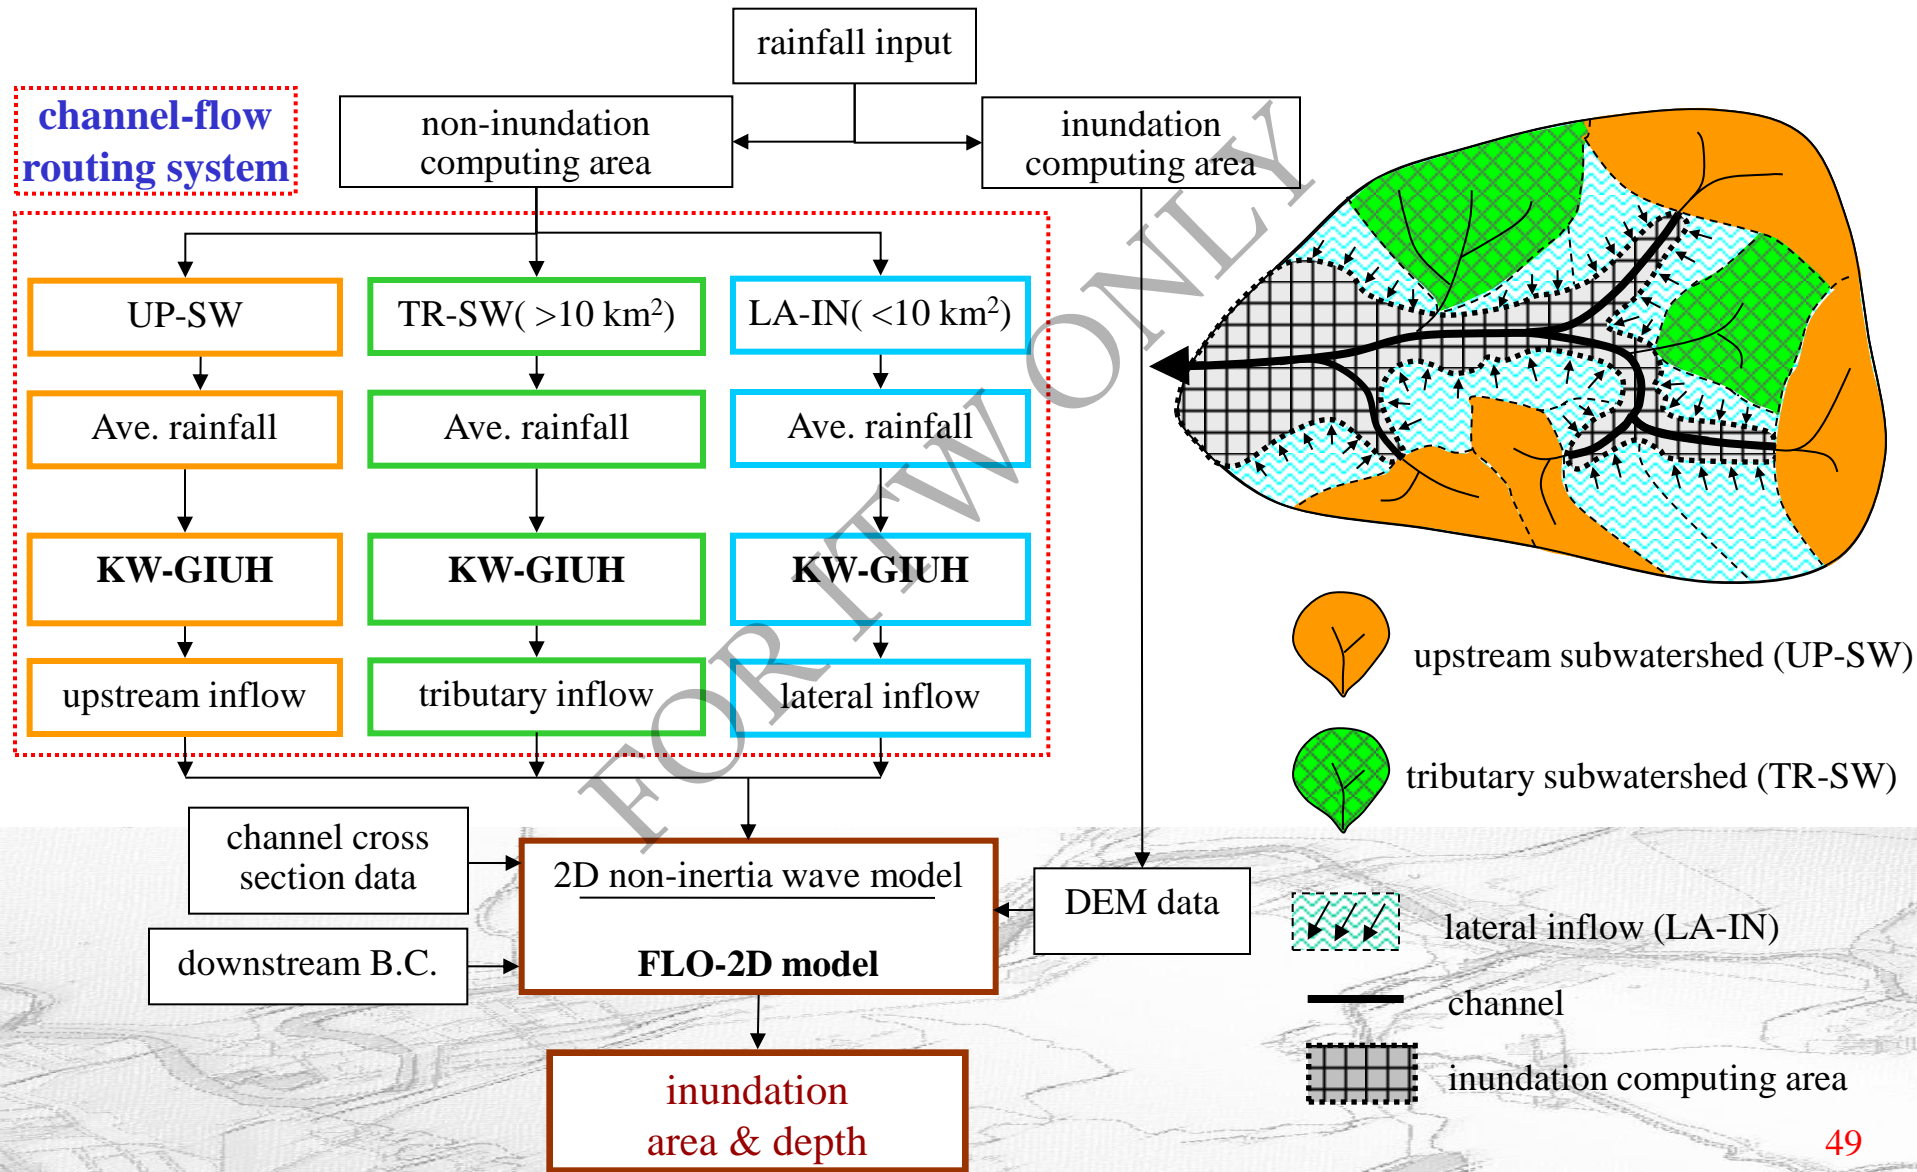 rainfall input
channel-flow
routing system
non-inundation
computing area
inundation
computing area
UP-SW
TR-SW( >10 km²)
LA-IN( <10 km²)
Ave. rainfall
Ave. rainfall
Ave. rainfall
KW-GIUH
KW-GIUH
KW-GIUH
upstream inflow
tributary inflow
lateral inflow
channel cross
section data
downstream B.C.
2D non-inertia wave model
FLO-2D model
DEM data
inundation
area & depth
upstream subwatershed (UP-SW)
tributary subwatershed (TR-SW)
lateral inflow (LA-IN)
channel
inundation computing area
FOR ITW ONLY
49